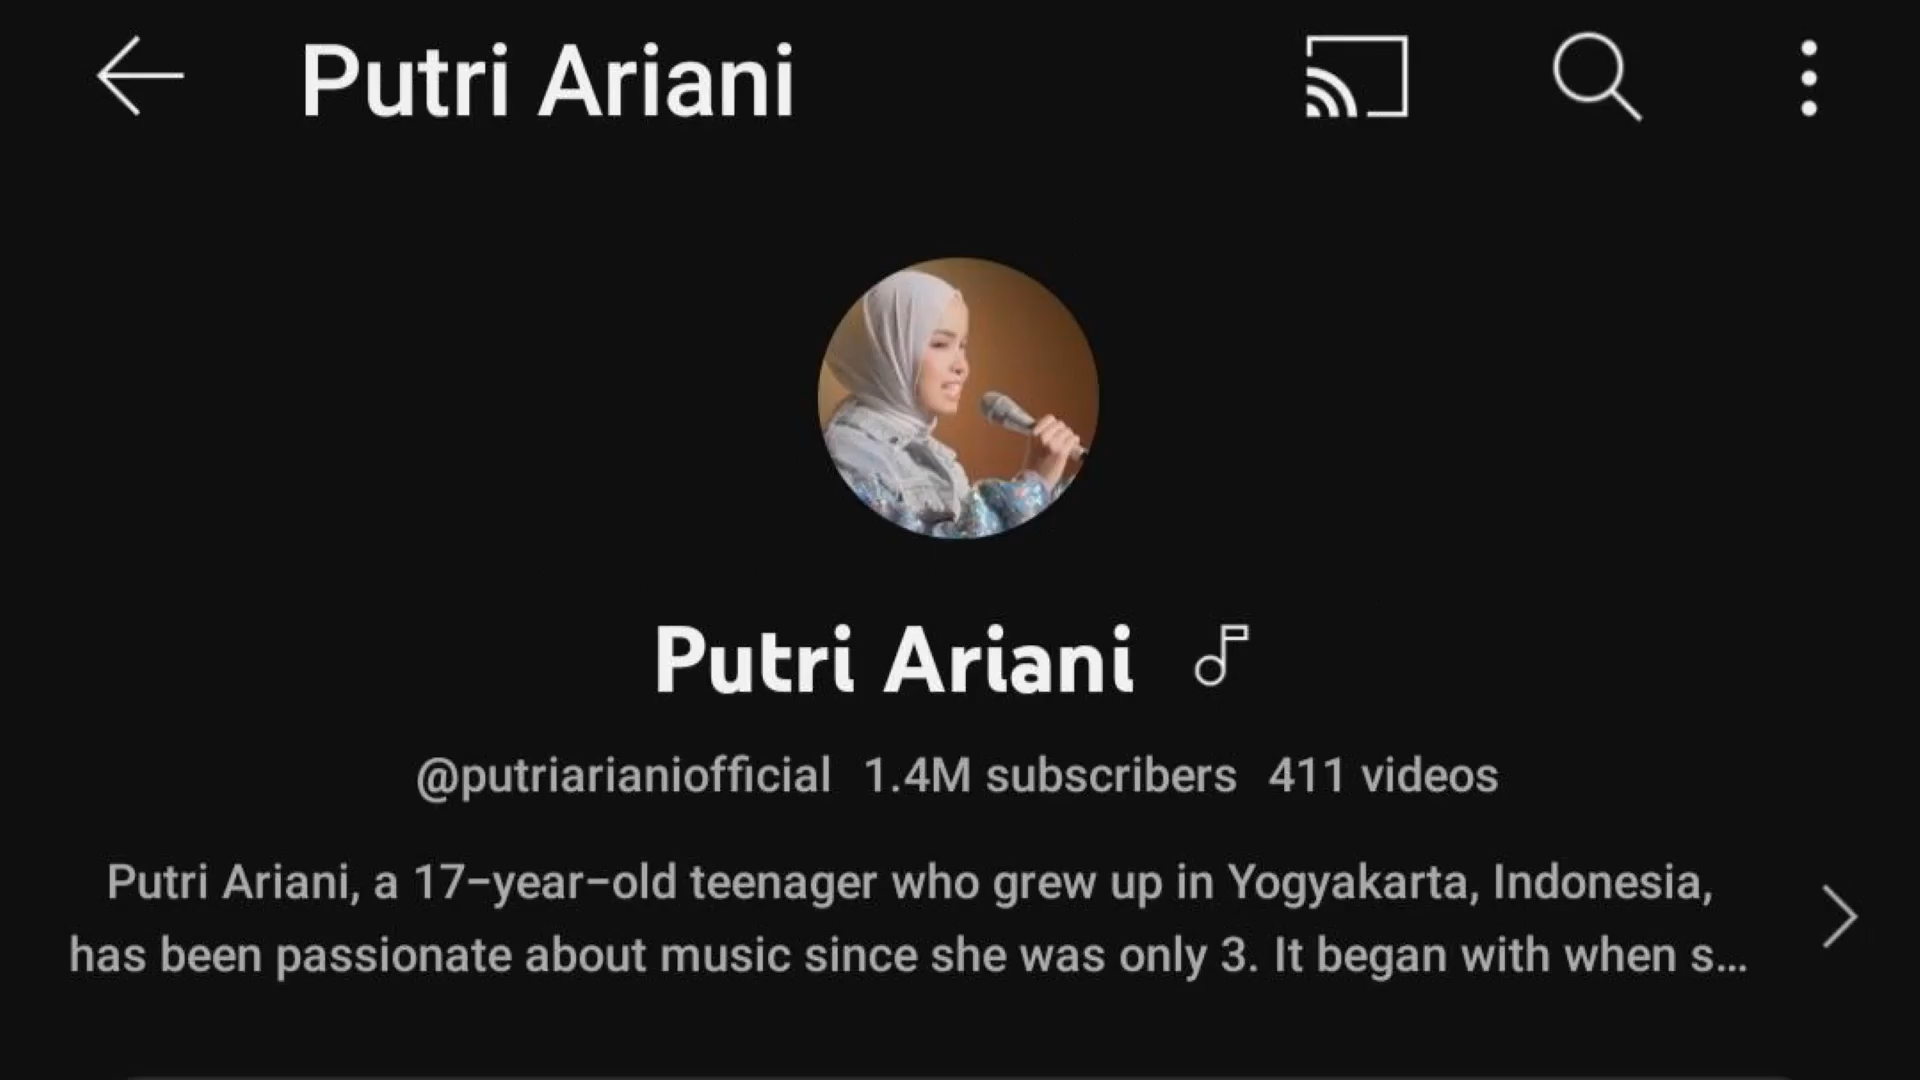 Putri Ariani
Putri Ariani
@putriarianiofficial 1.4M subscribers 411 videos
Putri Ariani, a 17-year-old teenager who grew up in Yogyakarta, Indonesia,
has been passionate about music since she was only 3. It began with when s...